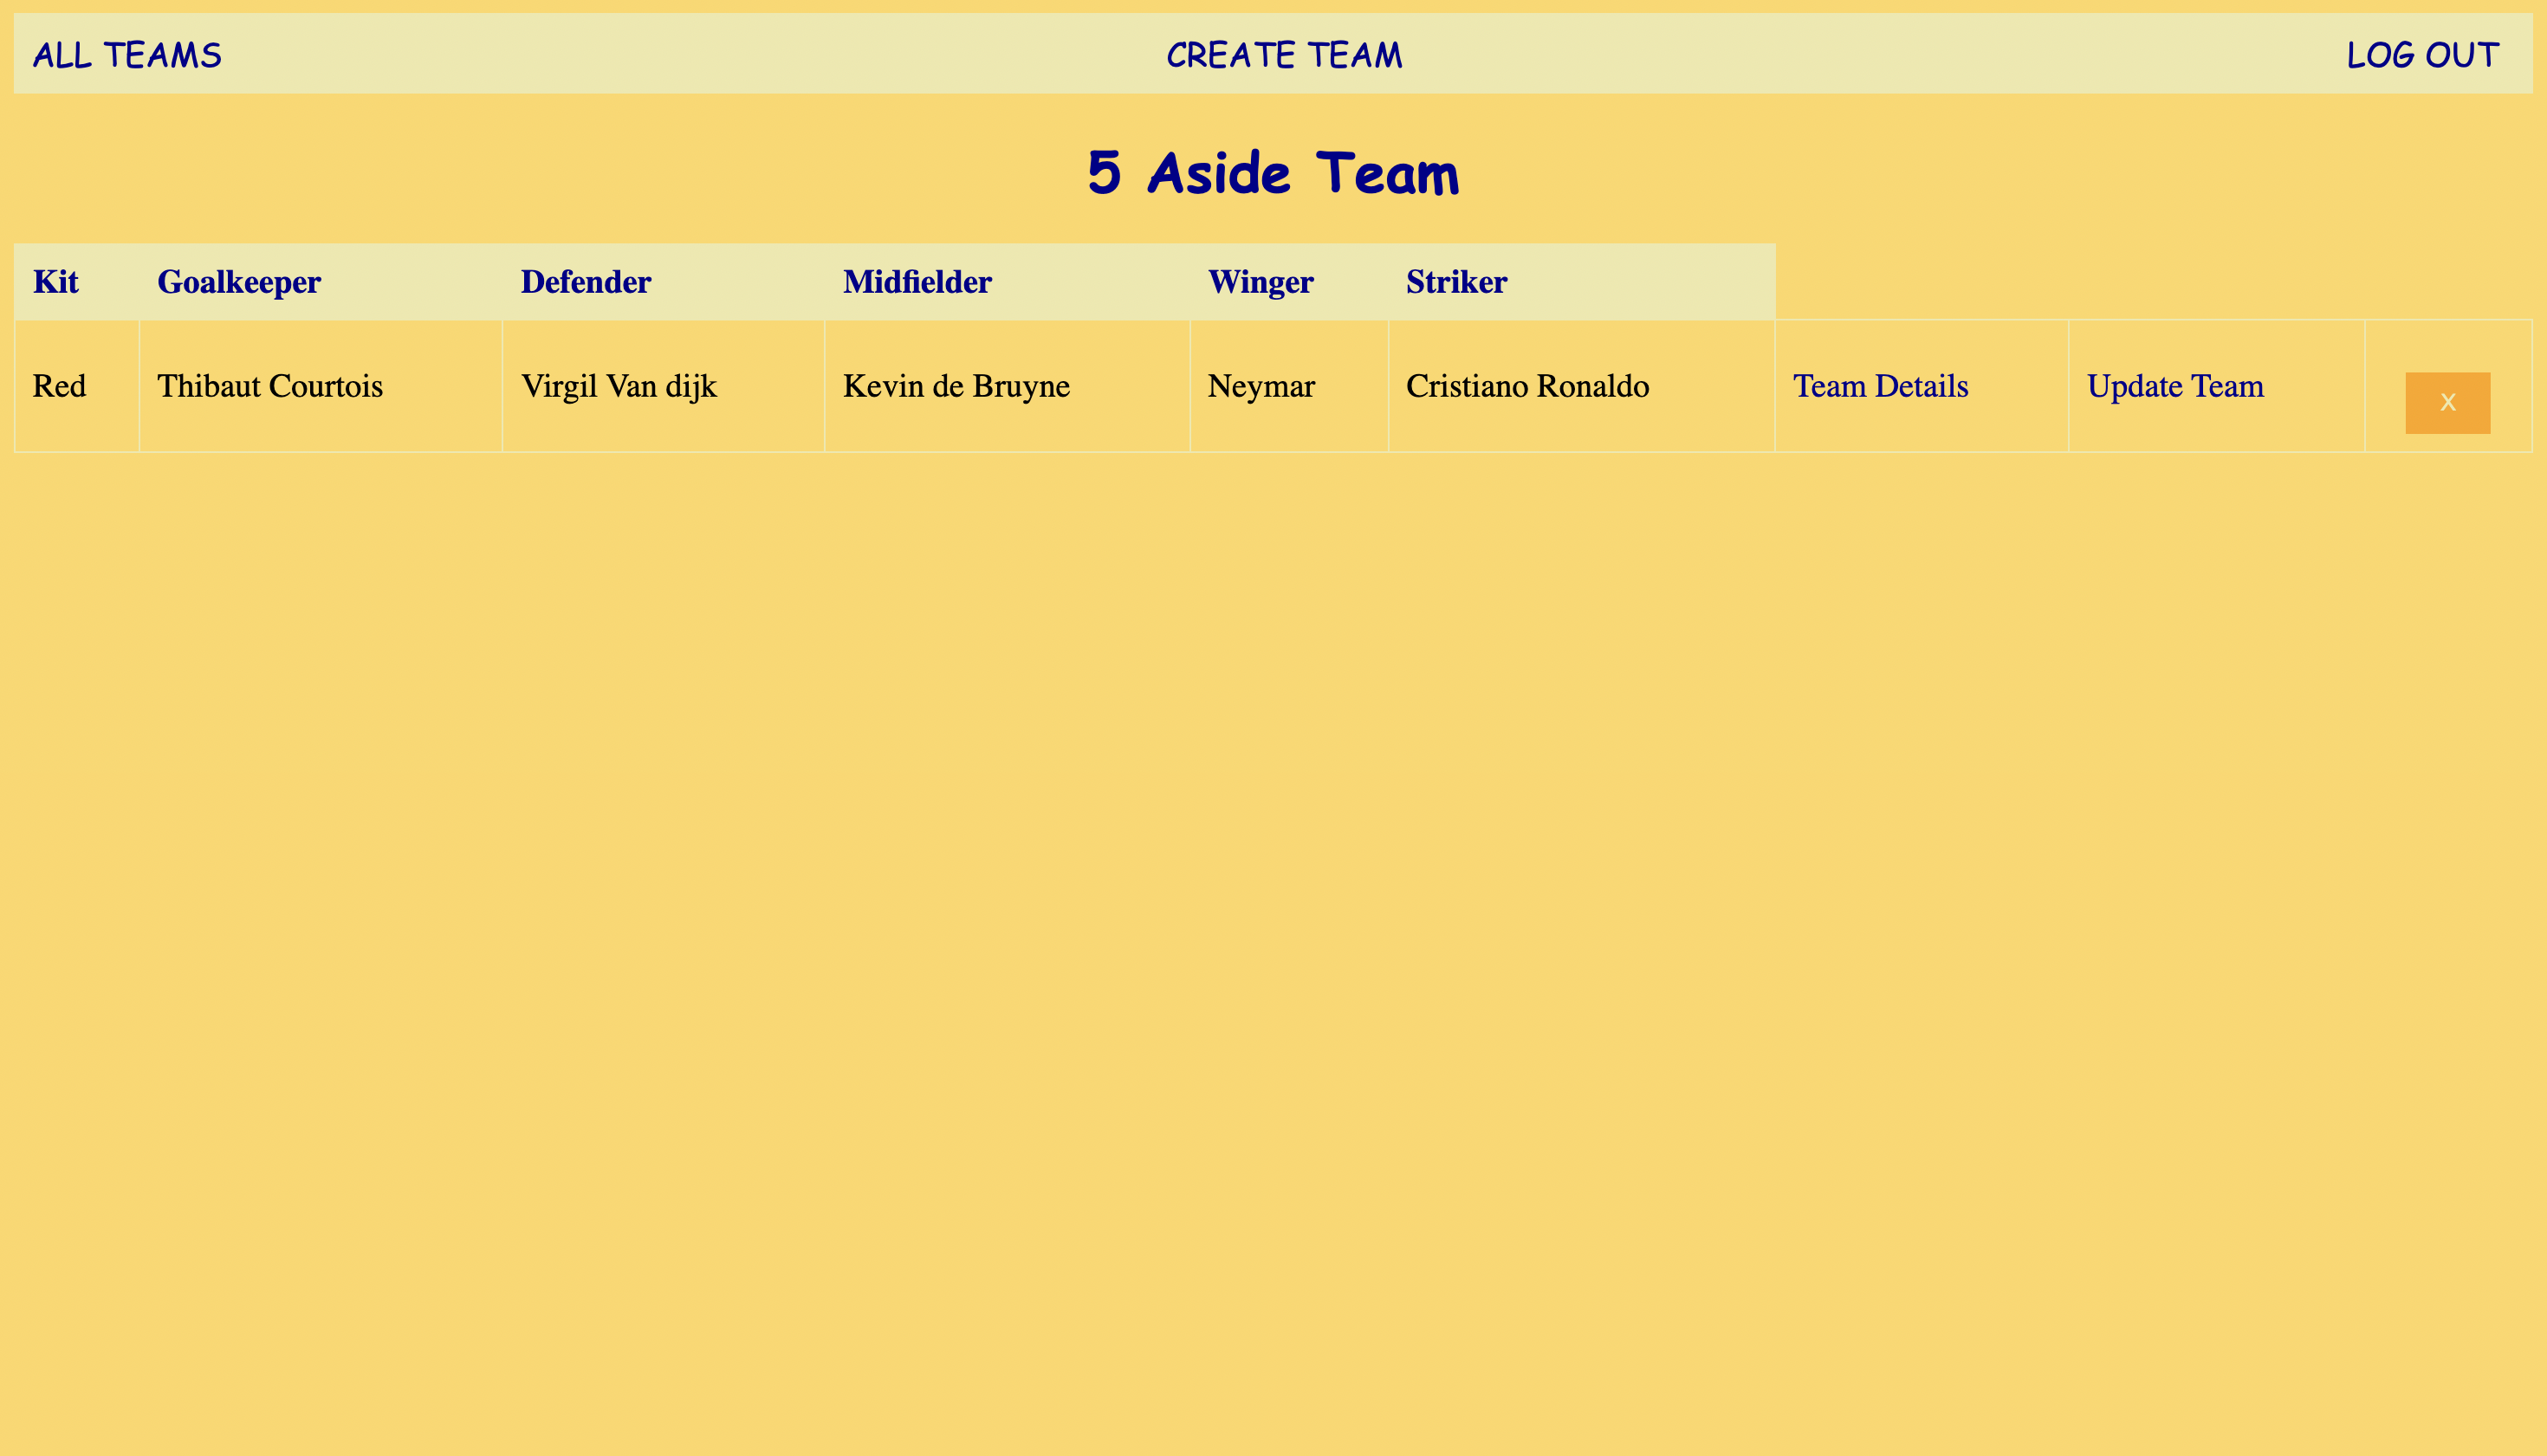 ALL TEAMS CREATE TEAM LOG OUT
5 Aside Team
Kit Goalkeeper Defender Midfielder Winger Striker
Red Thibaut Courtois Virgil Van dijk Kevin de Bruyne Neymar Cristiano Ronaldo Team Details Update Team X